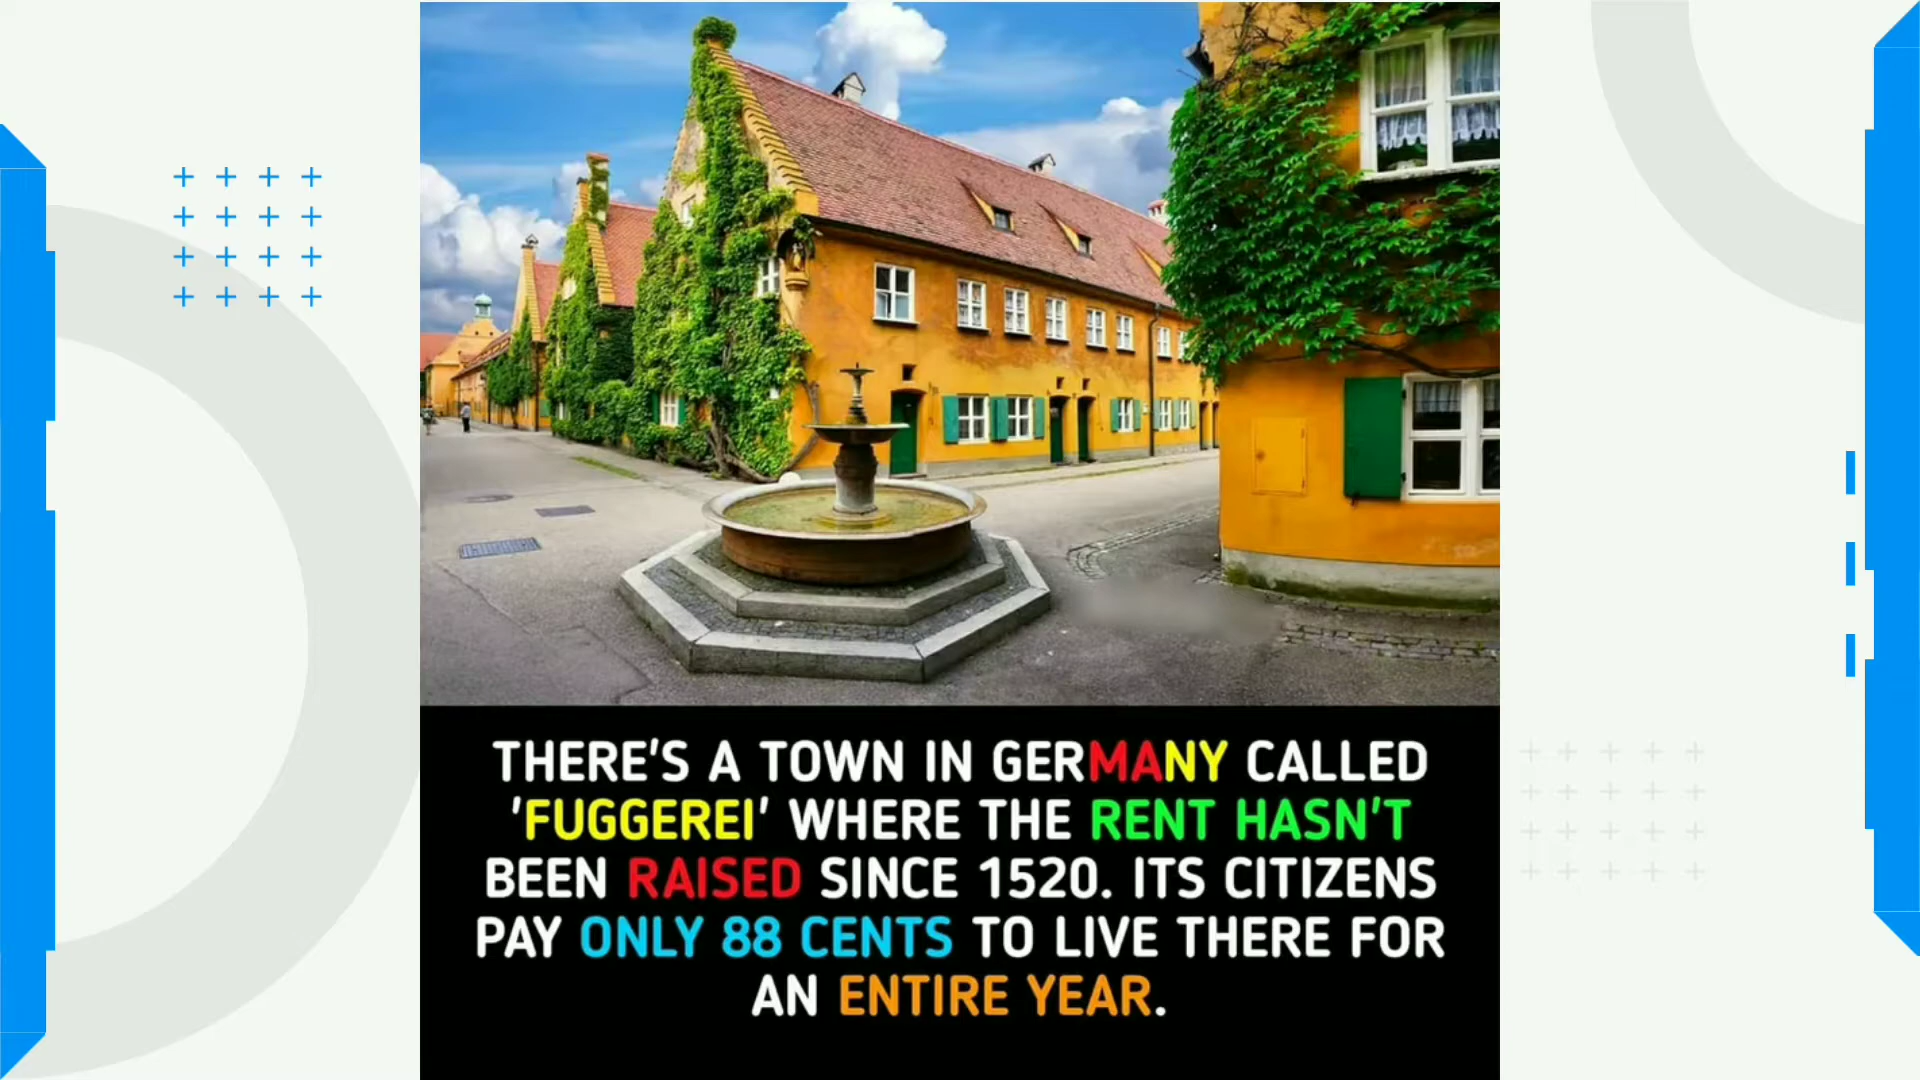 THERE'S A TOWN IN GERMANY CALLED
'FUGGEREI' WHERE THE RENT HASN'T
BEEN RAISED SINCE 1520. ITS CITIZENS
PAY ONLY 88 CENTS TO LIVE THERE FOR
AN ENTIRE YEAR.